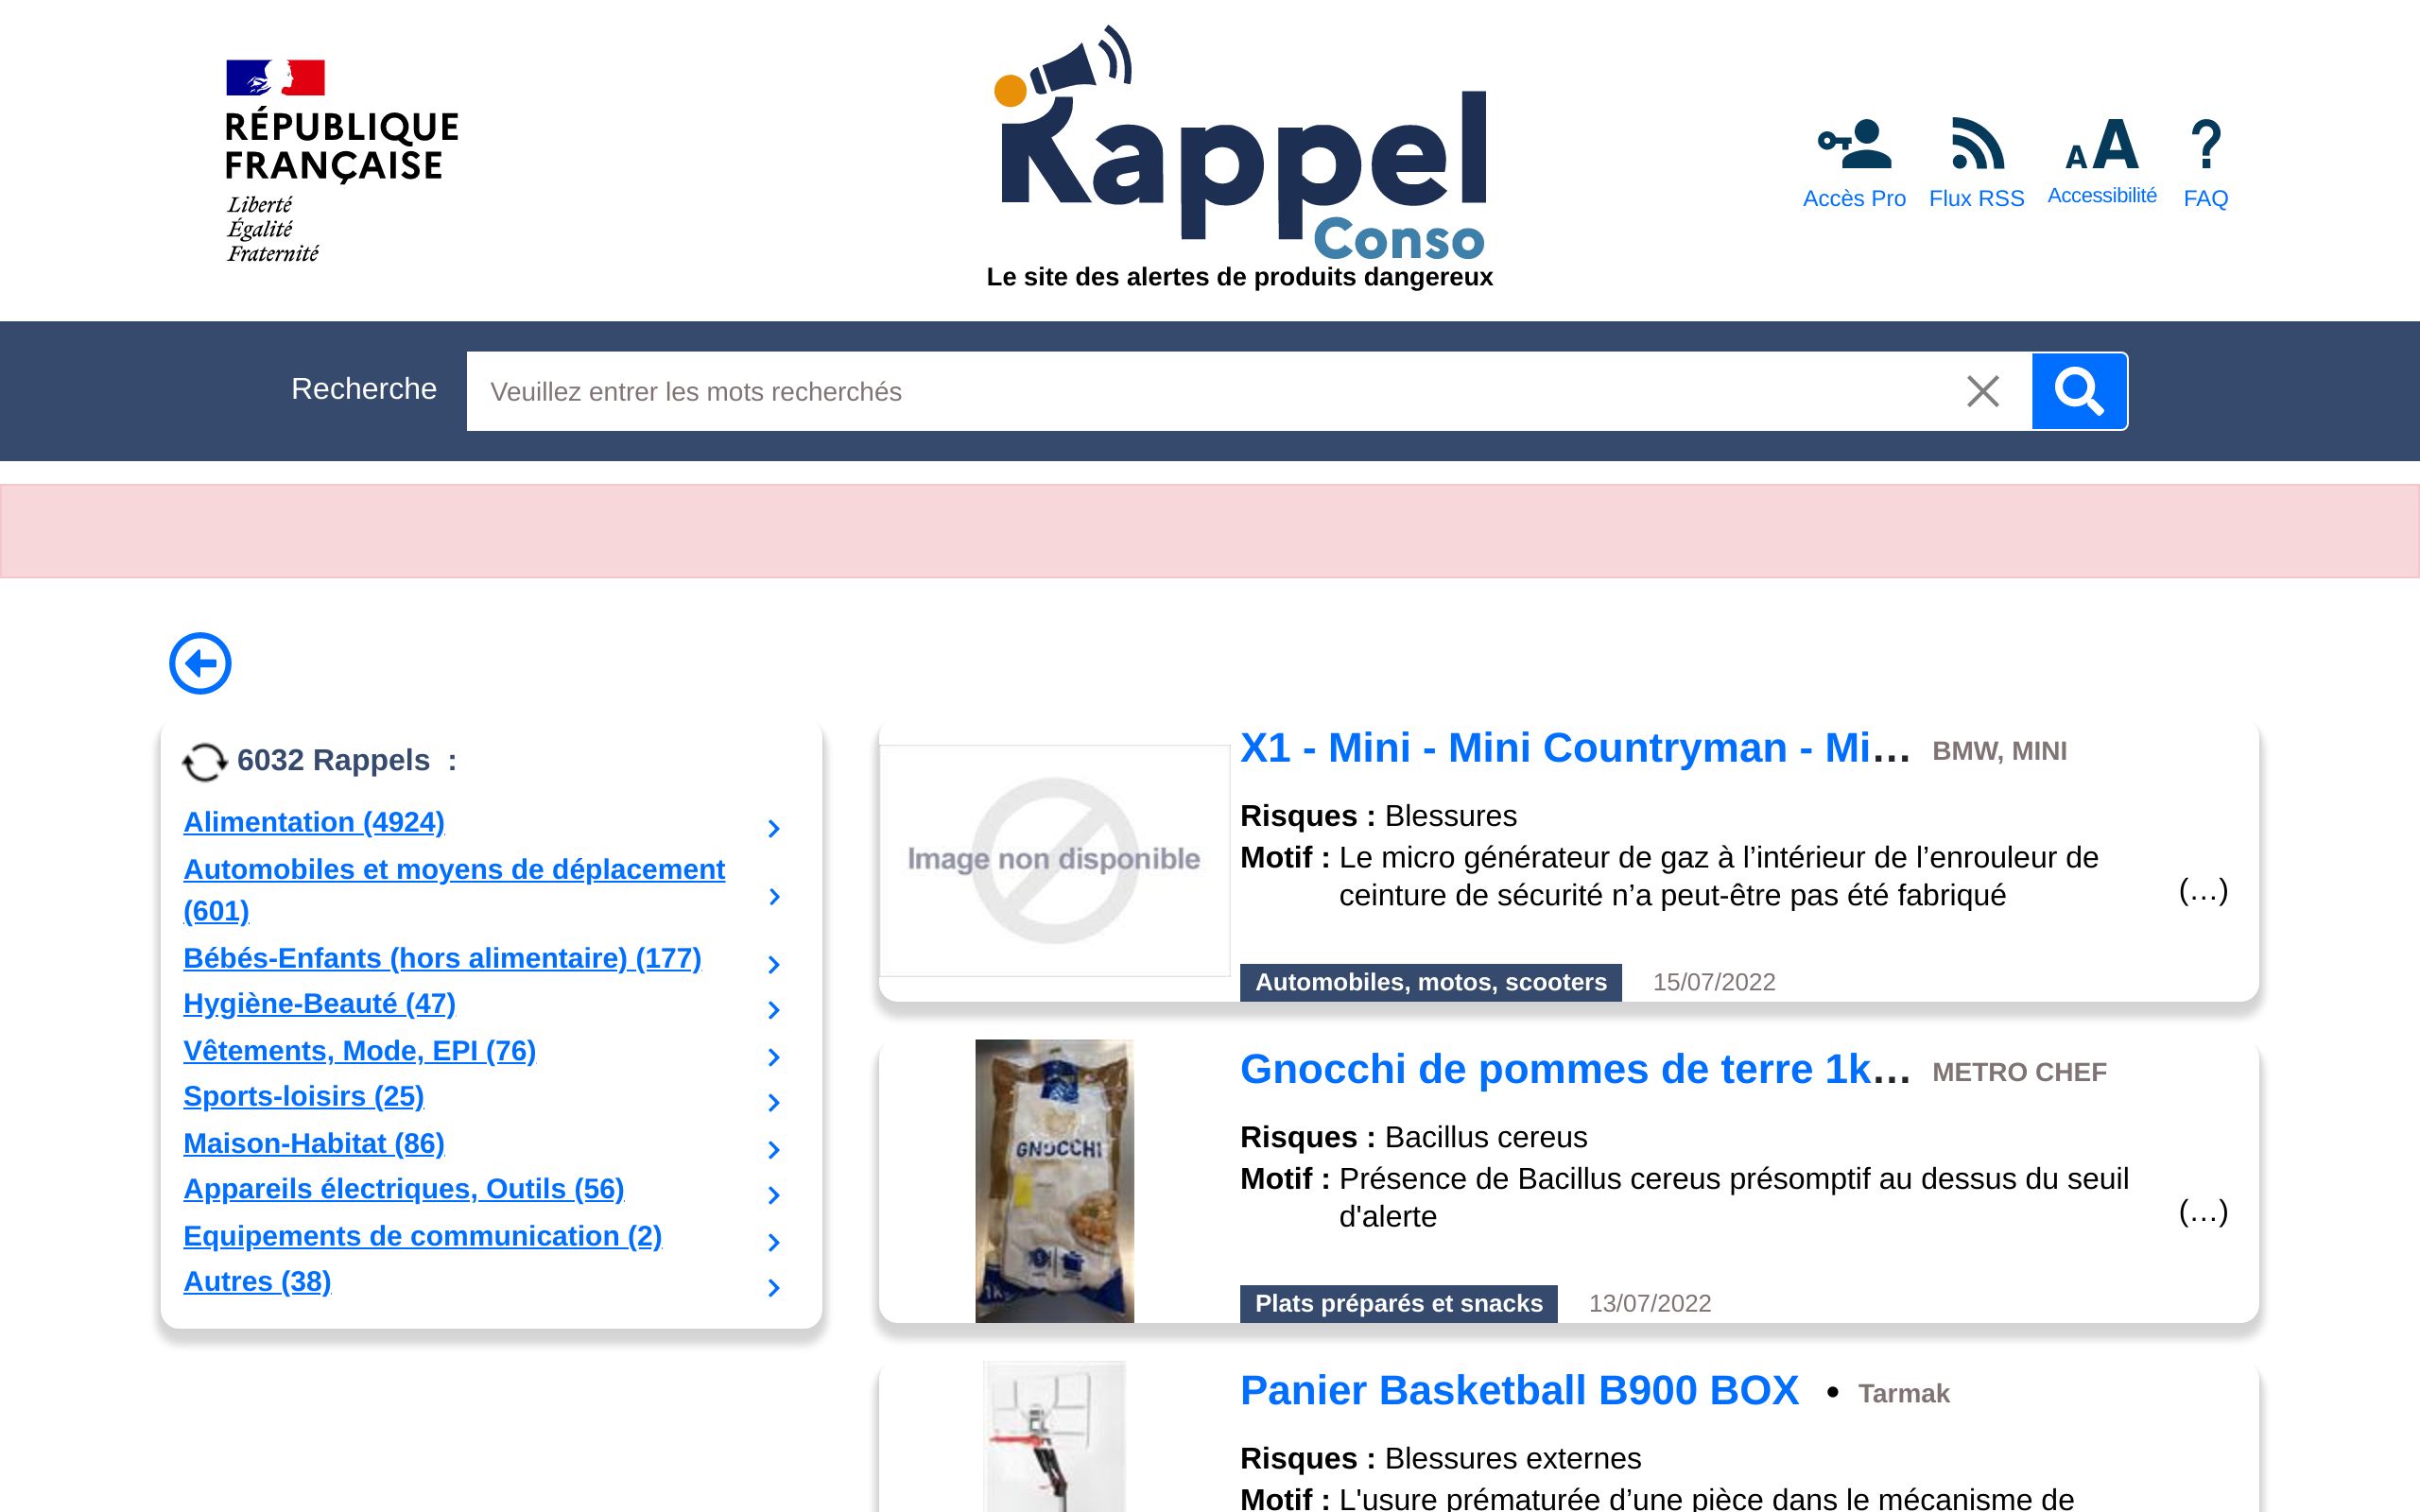 RÉPUBLIQUE
FRANÇAISE
Liberté
Égalité
Fraternité
Rappel
Conso
Le site des alertes de produits dangereux
Accès Pro
Flux RSS
AA
Accessibilité
?
FAQ
Recherche
Veuillez entrer les mots recherchés
6032 Rappels :
Alimentation (4924)
Automobiles et moyens de déplacement
(601)
Bébés-Enfants (hors alimentaire) (177)
Hygiène-Beauté (47)
Vêtements, Mode, EPI (76)
Sports-loisirs (25)
Maison-Habitat (86)
Appareils électriques, Outils (56)
Equipements de communication (2)
Autres (38)
Image non disponible
X1 - Mini - Mini Countryman - Mi... BMW, MINI
Risques : Blessures
Motif : Le micro générateur de gaz à l’intérieur de l’enrouleur de
ceinture de sécurité n’a peut-être pas été fabriqué (…)
Automobiles, motos, scooters 15/07/2022
GNOCCHI
Gnocchi de pommes de terre 1k... METRO CHEF
Risques : Bacillus cereus
Motif : Présence de Bacillus cereus présomptif au dessus du seuil
d'alerte (…)
Plats préparés et snacks 13/07/2022
Panier Basketball B900 BOX • Tarmak
Risques : Blessures externes
Motif : L'usure prématurée d’une pièce dans le mécanisme de